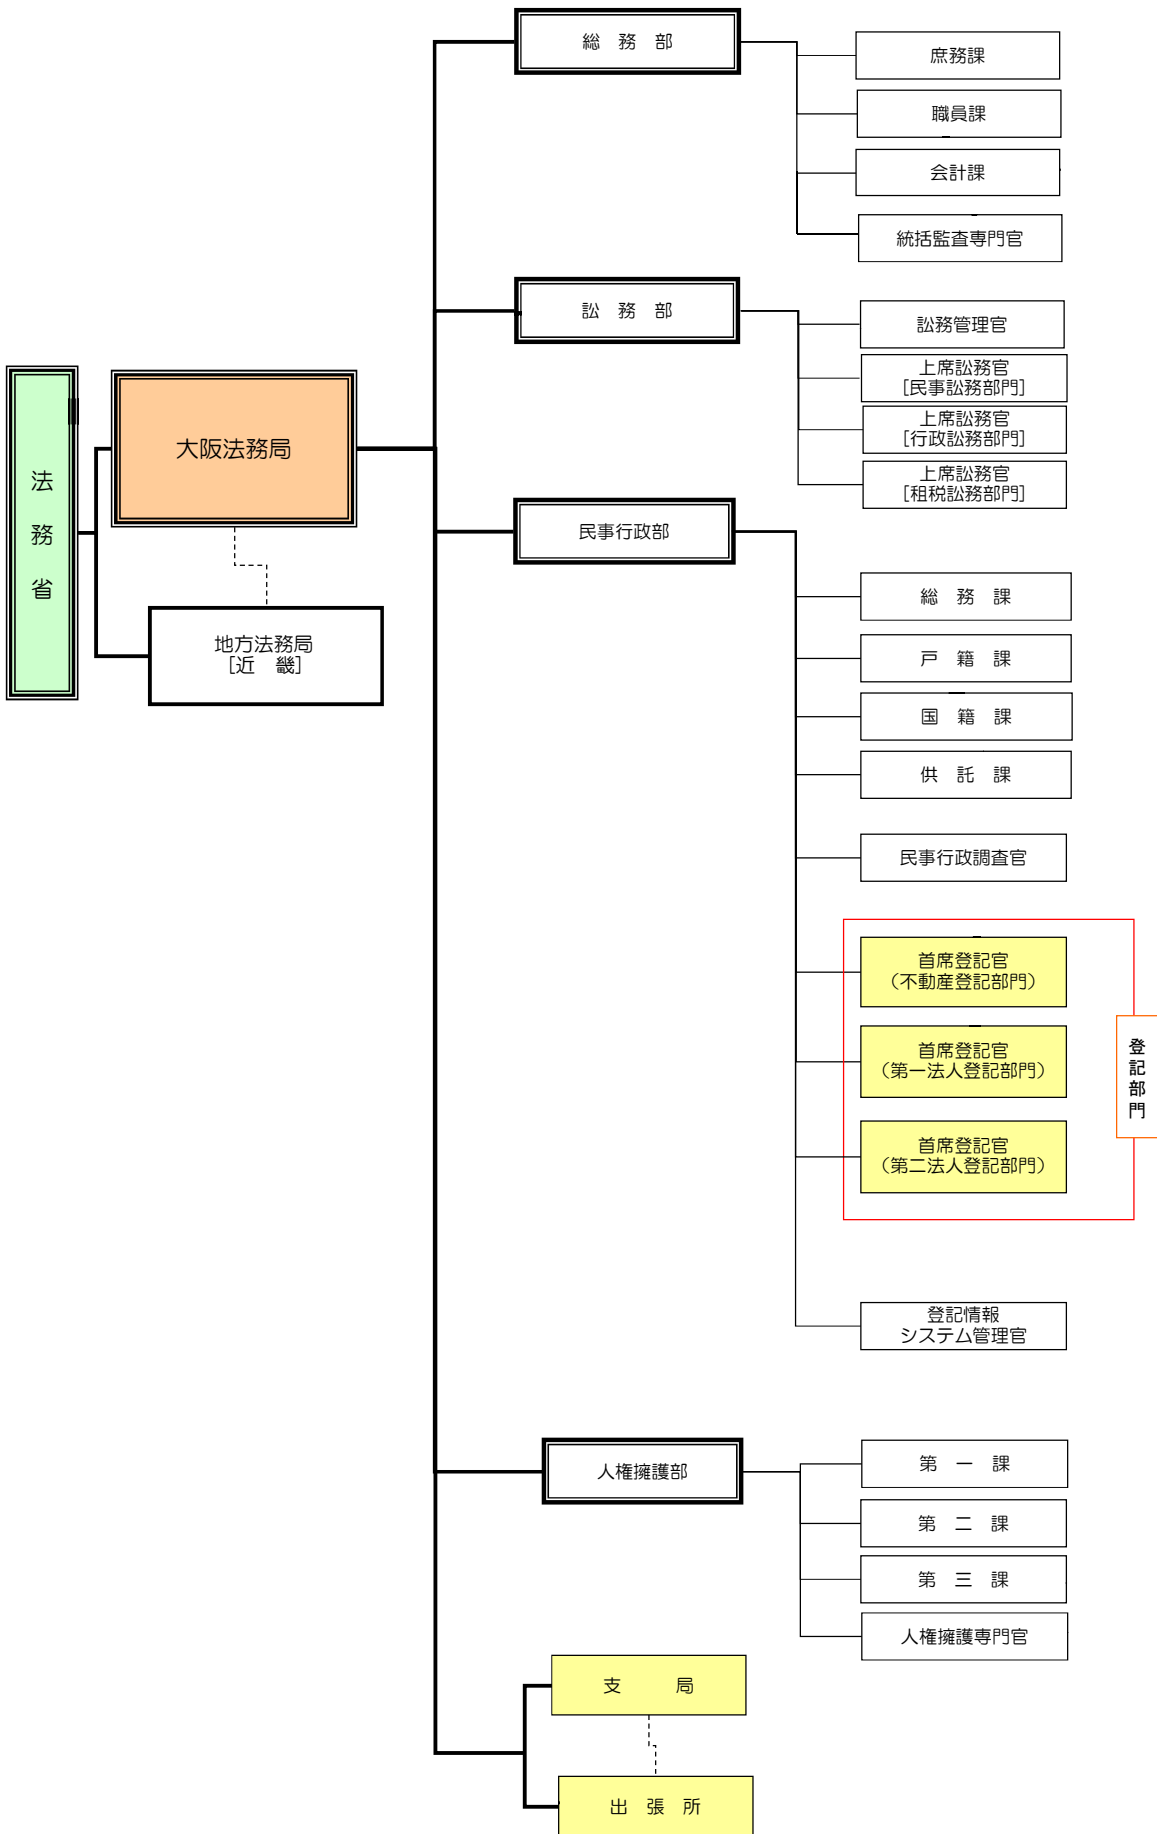 法務省
大阪法務局
地方法務局
[近　畿]
総　務　部
庶務課
職員課
会計課
統括監査専門官
訟　務　部
訟務管理官
上席訟務官
[民事訟務部門]
上席訟務官
[行政訟務部門]
上席訟務官
[租税訟務部門]
民事行政部
総　務　課
戸　籍　課
国　籍　課
供　託　課
民事行政調査官
首席登記官
（不動産登記部門）
首席登記官
（第一法人登記部門）
首席登記官
（第二法人登記部門）
登記部門
登記情報
システム管理官
人権擁護部
第　一　課
第　二　課
第　三　課
人権擁護専門官
支　　　局
出　張　所